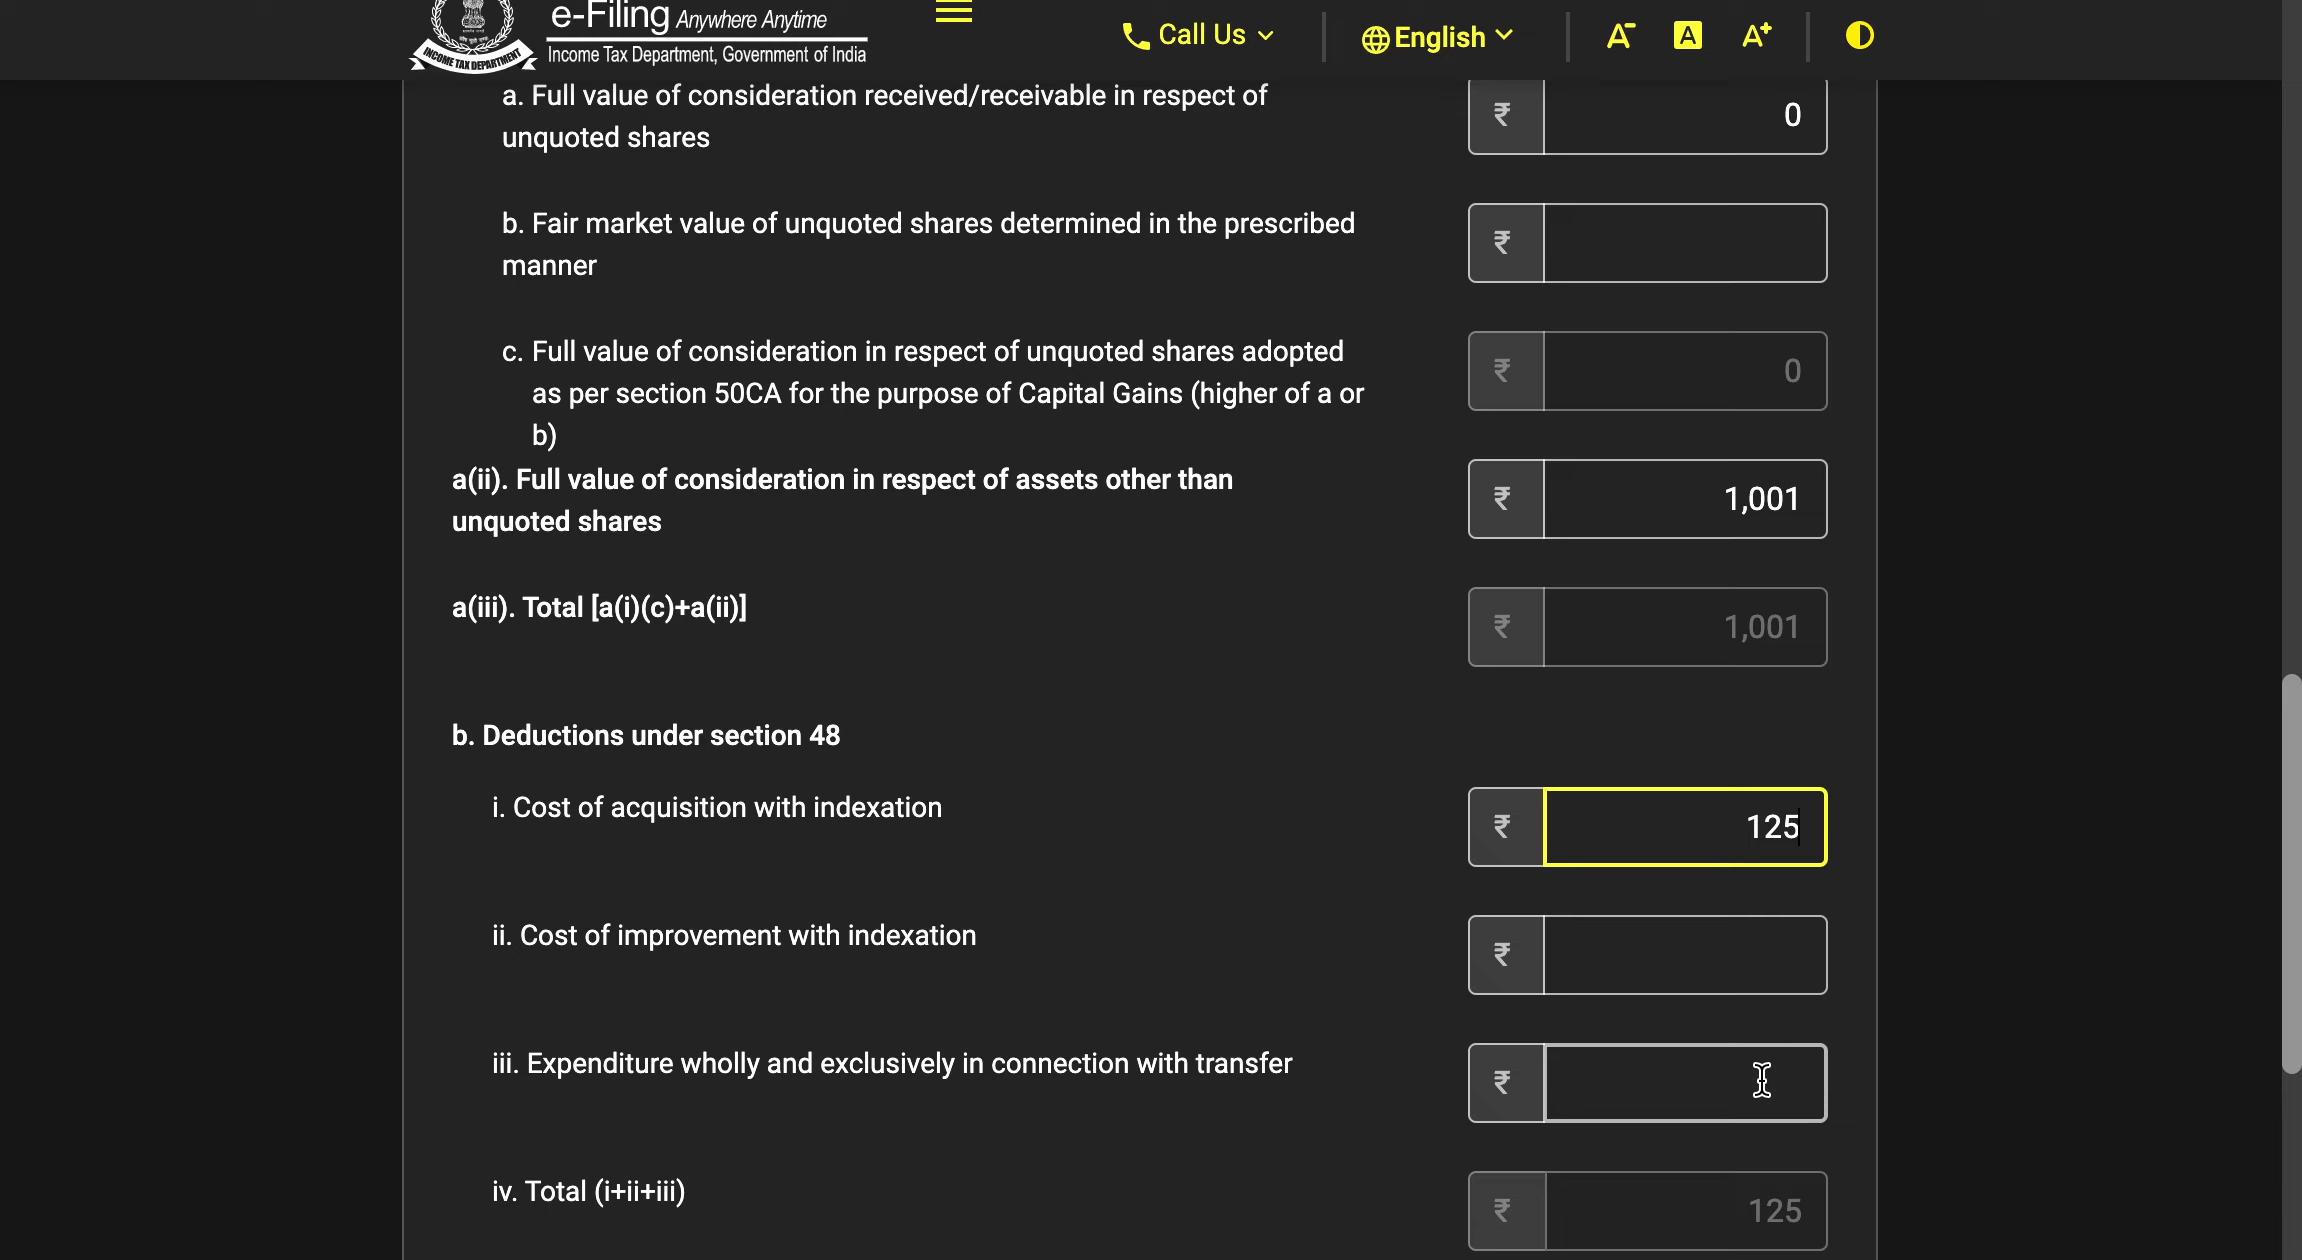 e-Filing Anywhere Anytime
Income Tax Department, Government of India
INCOME TAX DEPARTMENT
Call Us
English
A-
A
A+
a. Full value of consideration received/receivable in respect of
unquoted shares
₹ 0
b. Fair market value of unquoted shares determined in the prescribed
manner
₹
c. Full value of consideration in respect of unquoted shares adopted
as per section 50CA for the purpose of Capital Gains (higher of a or
b)
₹ 0
a(ii). Full value of consideration in respect of assets other than
unquoted shares
₹ 1,001
a(iii). Total [a(i)(c)+a(ii)]
₹ 1,001
b. Deductions under section 48
i. Cost of acquisition with indexation
₹ 125
ii. Cost of improvement with indexation
₹
iii. Expenditure wholly and exclusively in connection with transfer
₹
iv. Total (i+ii+iii)
₹ 125